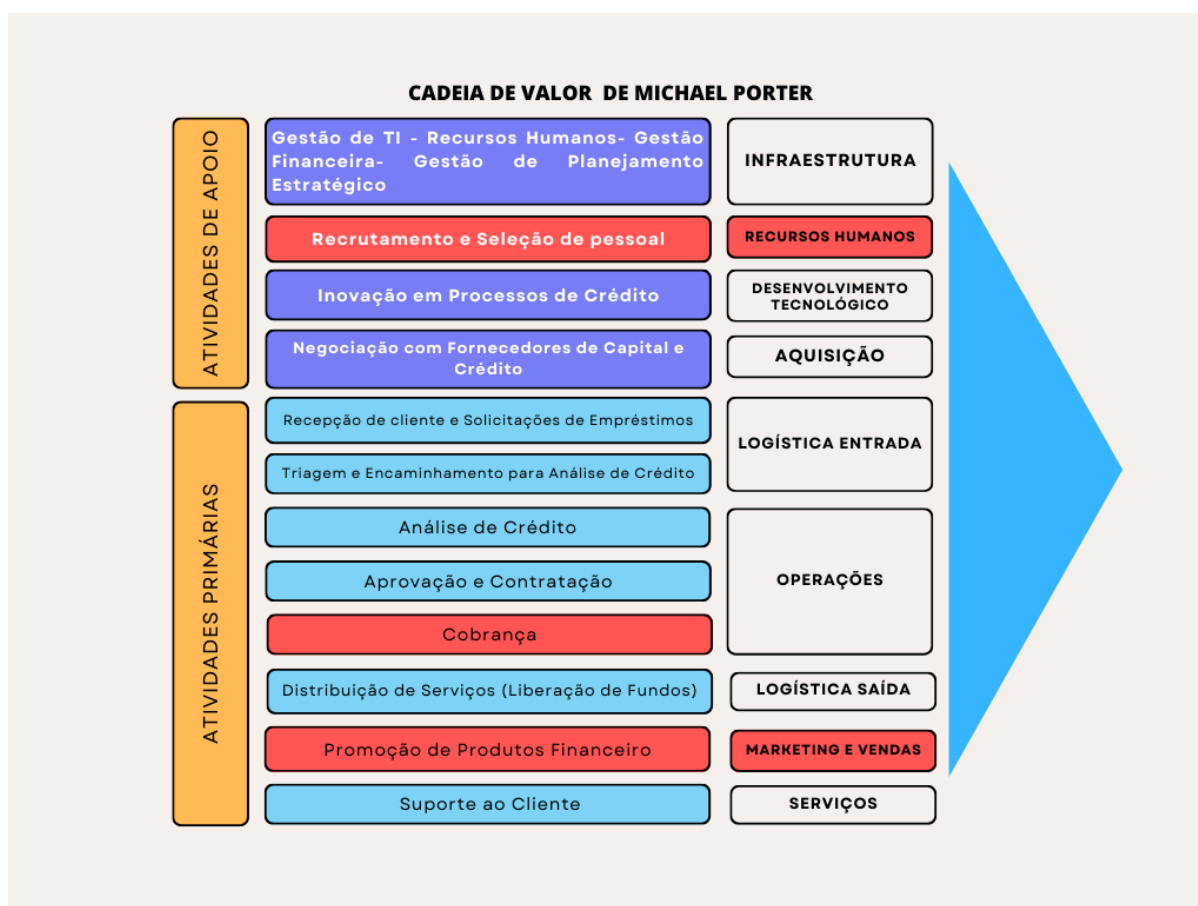 CADEIA DE VALOR DE MICHAEL PORTER
ATIVIDADES DE APOIO
Gestão de TI - Recursos Humanos- Gestão
Financeira- Gestão de Planejamento
Estratégico
INFRAESTRUTURA
Recrutamento e Seleção de pessoal
RECURSOS HUMANOS
Inovação em Processos de Crédito
DESENVOLVIMENTO
TECNOLÓGICO
Negociação com Fornecedores de Capital e
Crédito
AQUISIÇÃO
ATIVIDADES PRIMÁRIAS
Recepção de cliente e Solicitações de Empréstimos
Triagem e Encaminhamento para Análise de Crédito
LOGÍSTICA ENTRADA
Análise de Crédito
Aprovação e Contratação
Cobrança
OPERAÇÕES
Distribuição de Serviços (Liberação de Fundos)
LOGÍSTICA SAÍDA
Promoção de Produtos Financeiro
MARKETING E VENDAS
Suporte ao Cliente
SERVIÇOS